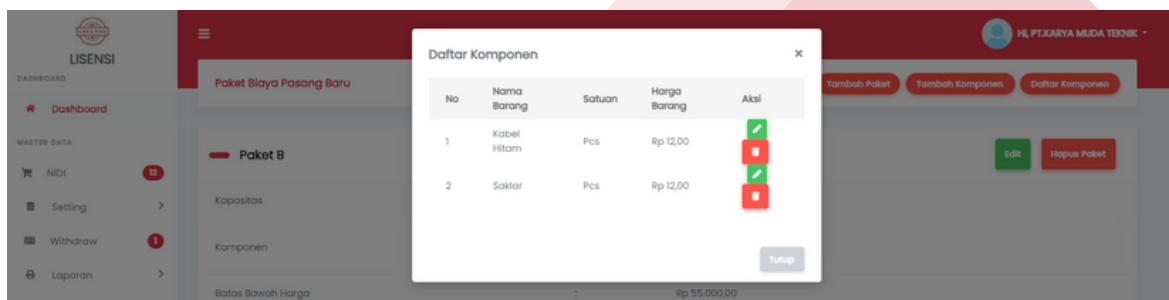 LISENSI
DASHBOARD
Dashboard
MASTER DATA
NIDI 12
Setting
Withdraw 1
Laporan
Hi, PT.KARYA MUDA TEKNIK
Paket Biaya Pasang Baru
Tambah Paket Tambah Komponen Daftar Komponen
Paket B
Edit Hapus Paket
Kapasitas
Komponen
Batas Bawah Harga : Rp 55.000,00
Daftar Komponen ×
No Nama Barang Satuan Harga Barang Aksi
1 Kabel Hitam Pcs Rp 12,00
2 Saklar Pcs Rp 12,00
Tutup